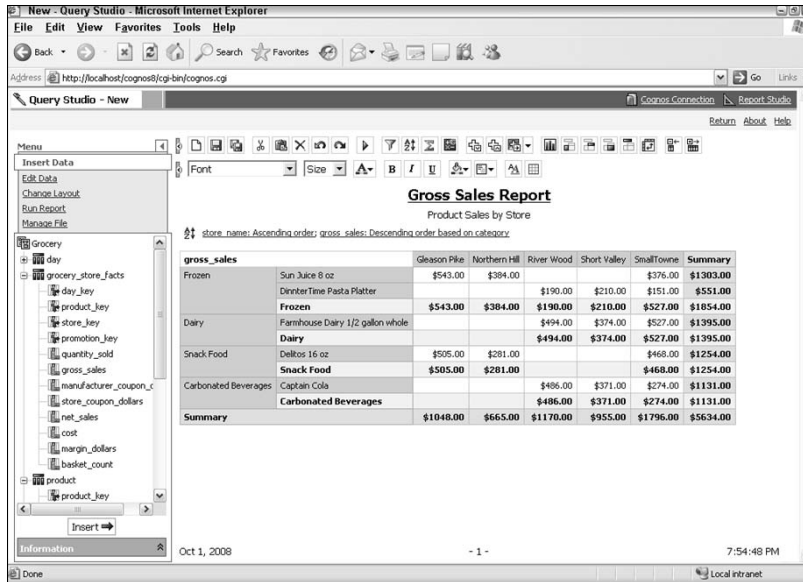 New - Query Studio - Microsoft Internet Explorer
File Edit View Favorites Tools Help
Back Search Favorites
Address http://localhost/cognos8/cgi-bin/cognos.cgi Go Links
Query Studio - New Cognos Connection Report Studio
Return About Help
Menu
Insert Data
Edit Data
Change Layout
Run Report
Manage File
Grocery
day
grocery_store_facts
day_key
product_key
store_key
promotion_key
quantity_sold
gross_sales
manufacturer_coupon_c
store_coupon_dollars
net_sales
cost
margin_dollars
basket_count
product
product_key
Insert
Information
Font Size A B I U
Gross Sales Report
Product Sales by Store
store_name: Ascending order; gross_sales: Descending order based on category
gross_sales Gleason Pike Northern Hill River Wood Short Valley SmallTowne Summary
Frozen Sun Juice 8 oz $543.00 $384.00 $376.00 $1303.00
DinnterTime Pasta Platter $190.00 $210.00 $151.00 $551.00
Frozen $543.00 $384.00 $190.00 $210.00 $527.00 $1854.00
Dairy Farmhouse Dairy 1/2 gallon whole $494.00 $374.00 $527.00 $1395.00
Dairy $494.00 $374.00 $527.00 $1395.00
Snack Food Delitos 16 oz $505.00 $281.00 $468.00 $1254.00
Snack Food $505.00 $281.00 $468.00 $1254.00
Carbonated Beverages Captain Cola $486.00 $371.00 $274.00 $1131.00
Carbonated Beverages $486.00 $371.00 $274.00 $1131.00
Summary $1048.00 $665.00 $1170.00 $955.00 $1796.00 $5634.00
Oct 1, 2008 - 1 - 7:54:48 PM
Done Local intranet